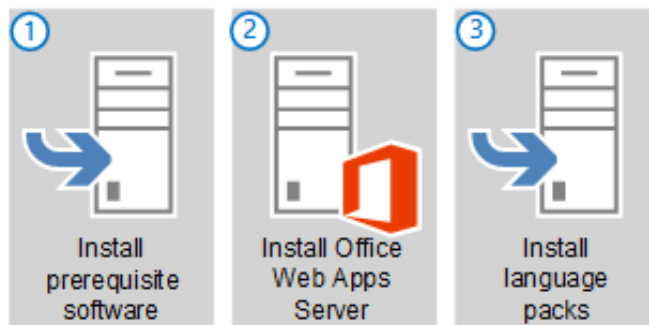 1
Install
prerequisite
software
2
Install Office
Web Apps
Server
3
Install
language
packs